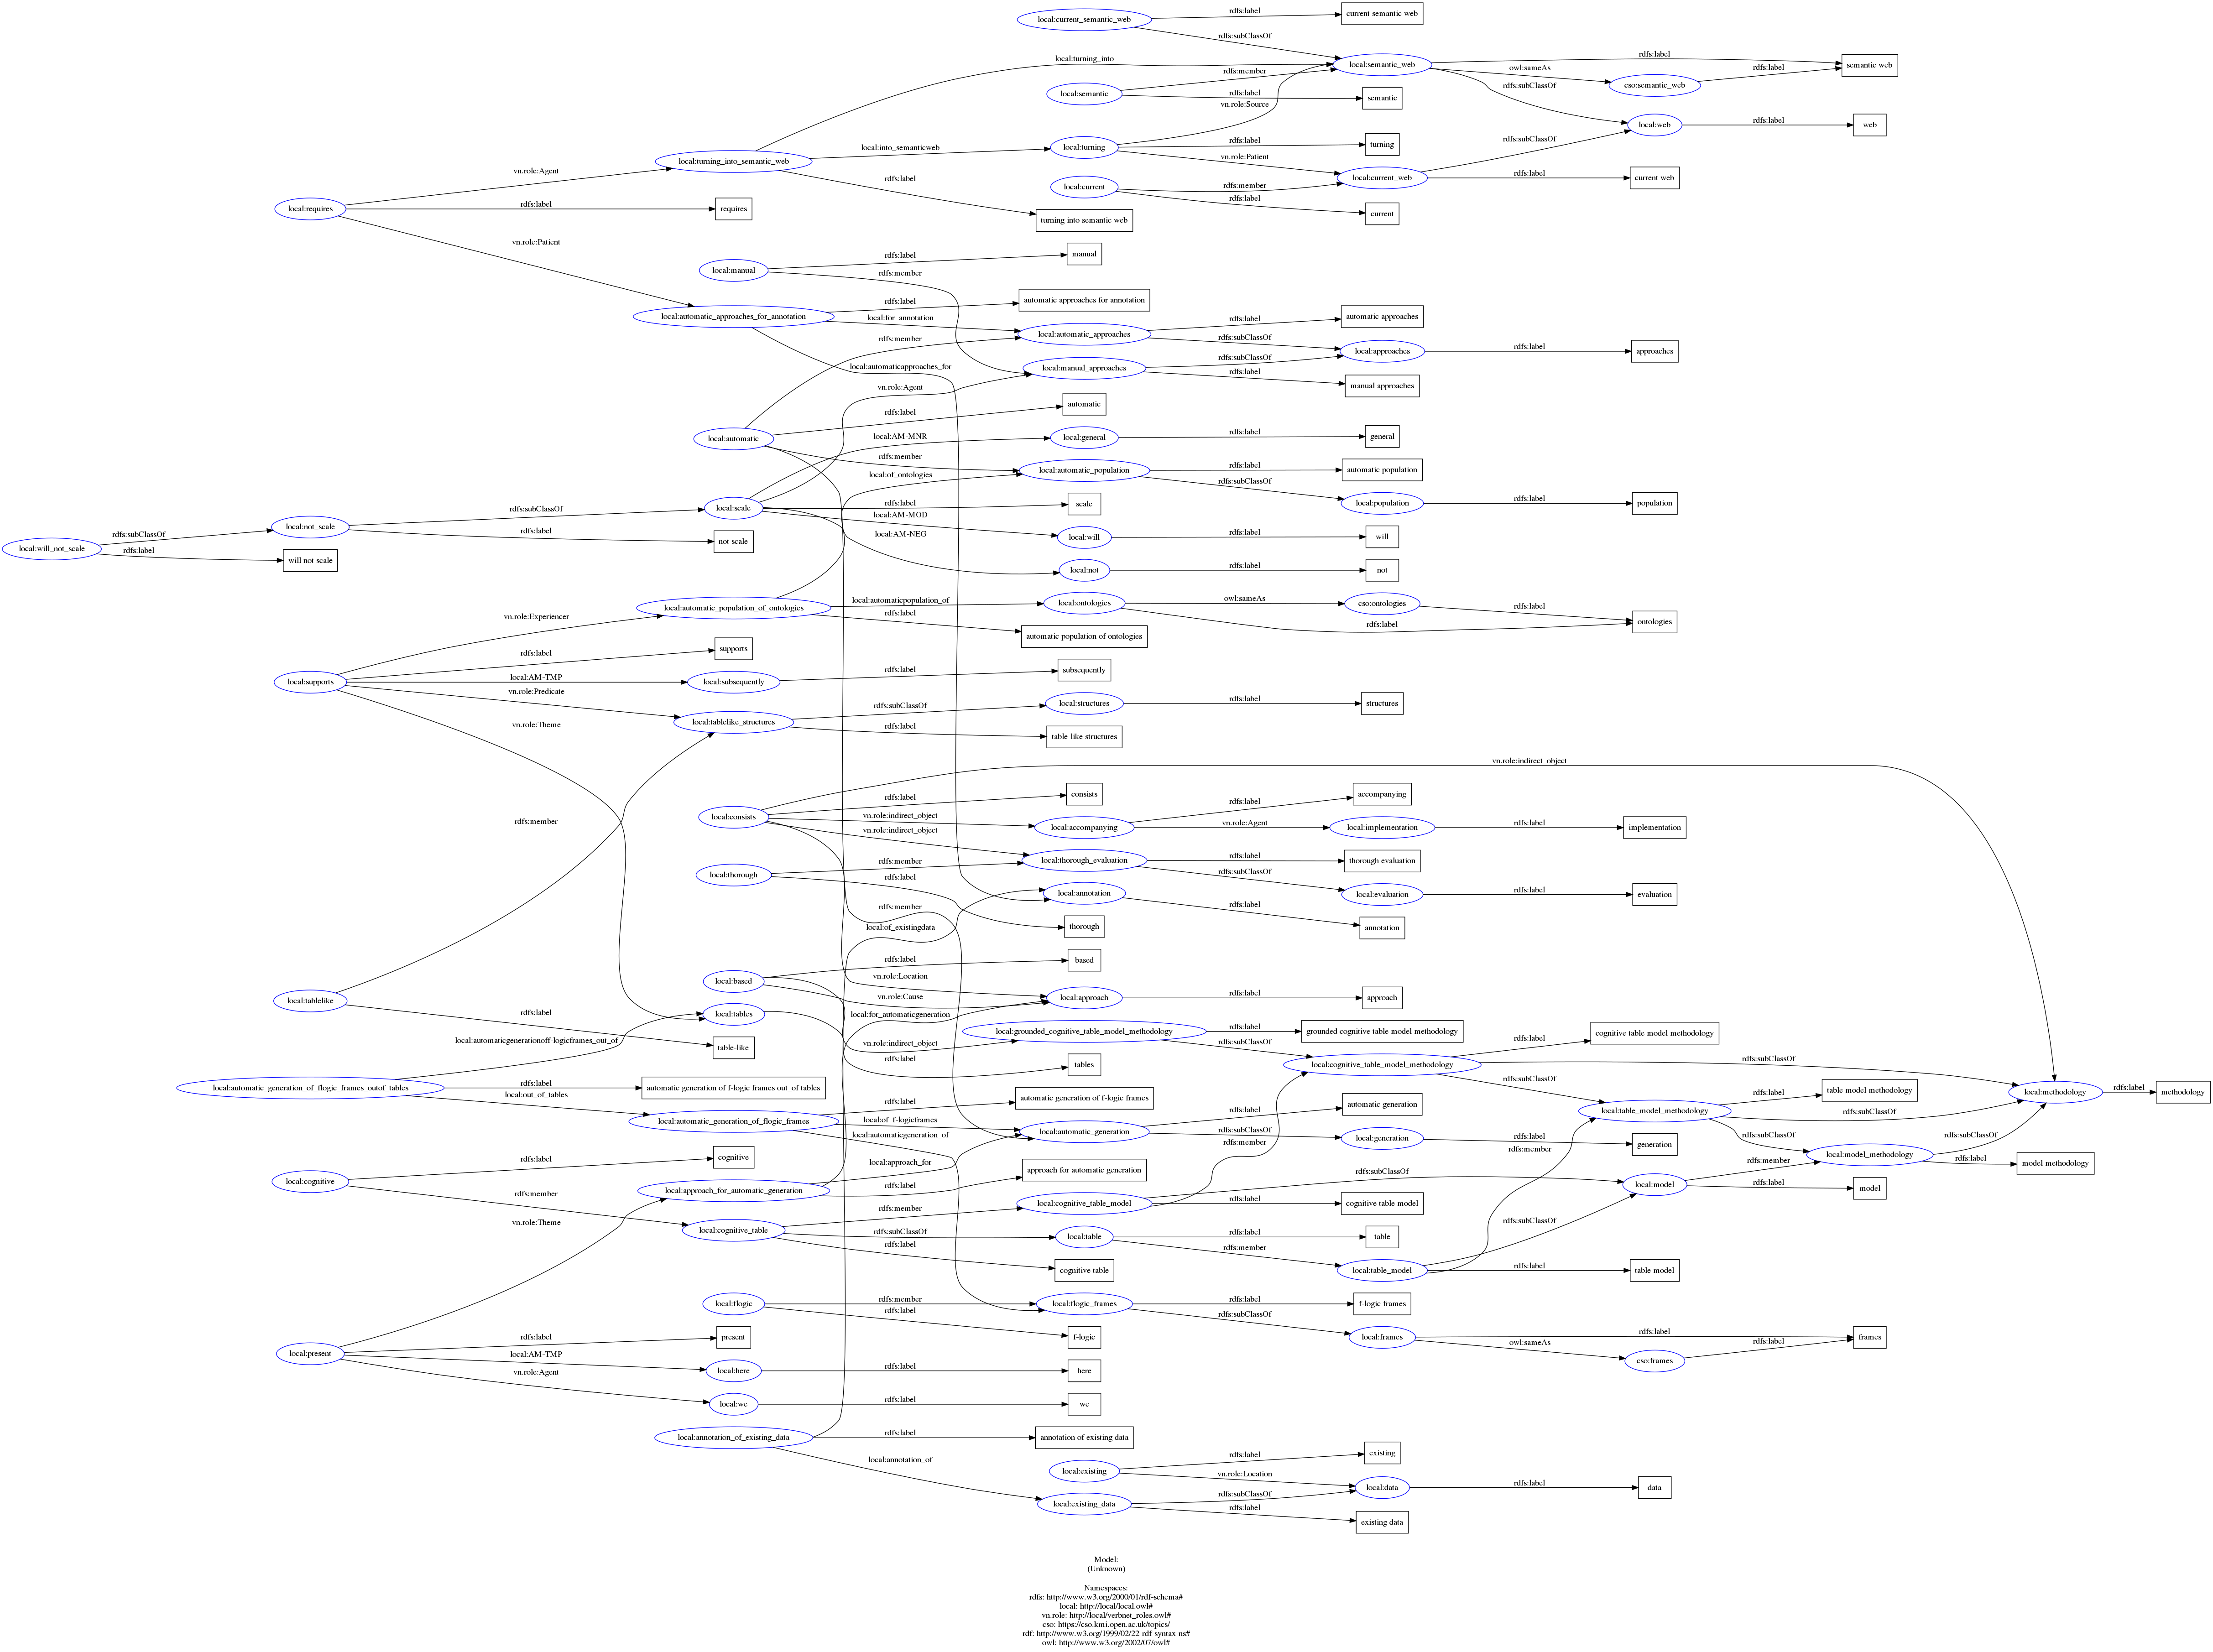 local:current_semantic_web
rdfs:label
current semantic web
rdfs:subClassOf
local:turning_into
local:semantic_web
rdfs:label
semantic web
owl:sameAs
rdfs:label
cso:semantic_web
rdfs:subClassOf
local:semantic
rdfs:member
rdfs:label
semantic
vn.role:Source
local:web
rdfs:label
web
local:turning_into_semantic_web
local:into_semanticweb
local:turning
rdfs:label
turning
vn.role:Patient
rdfs:subClassOf
local:current_web
rdfs:label
current web
local:current
rdfs:member
rdfs:label
current
rdfs:label
turning into semantic web
vn.role:Agent
local:requires
rdfs:label
requires
vn.role:Patient
local:manual
rdfs:label
manual
rdfs:member
local:automatic_approaches_for_annotation
rdfs:label
automatic approaches for annotation
local:for_annotation
local:automatic_approaches
rdfs:label
automatic approaches
rdfs:subClassOf
local:approaches
rdfs:label
approaches
rdfs:member
local:automaticapproaches_for
local:manual_approaches
rdfs:subClassOf
rdfs:label
manual approaches
vn.role:Agent
local:automatic
rdfs:label
automatic
local:AM-MNR
local:general
rdfs:label
general
rdfs:member
local:automatic_population
rdfs:label
automatic population
local:of_ontologies
rdfs:subClassOf
local:population
rdfs:label
population
local:scale
rdfs:label
scale
local:AM-MOD
local:will
rdfs:label
will
local:AM-NEG
local:not
rdfs:label
not
local:will_not_scale
rdfs:subClassOf
local:not_scale
rdfs:subClassOf
rdfs:label
not scale
rdfs:label
will not scale
local:automatic_population_of_ontologies
local:automaticpopulation_of
local:ontologies
owl:sameAs
cso:ontologies
rdfs:label
rdfs:label
ontologies
rdfs:label
automatic population of ontologies
vn.role:Experiencer
local:supports
rdfs:label
supports
local:AM-TMP
local:subsequently
rdfs:label
subsequently
vn.role:Predicate
local:tablelike_structures
rdfs:subClassOf
local:structures
rdfs:label
structures
rdfs:label
table-like structures
vn.role:Theme
rdfs:member
vn.role:indirect_object
local:consists
rdfs:label
consists
vn.role:indirect_object
local:accompanying
rdfs:label
accompanying
vn.role:Agent
local:implementation
rdfs:label
implementation
vn.role:indirect_object
local:thorough_evaluation
rdfs:label
thorough evaluation
rdfs:subClassOf
local:evaluation
rdfs:label
evaluation
local:thorough
rdfs:member
rdfs:label
thorough
local:annotation
rdfs:label
annotation
rdfs:member
local:of_existingdata
local:based
rdfs:label
based
vn.role:Location
vn.role:Cause
local:approach
rdfs:label
approach
local:tablelike
rdfs:label
table-like
local:tables
local:for_automaticgeneration
local:grounded_cognitive_table_model_methodology
rdfs:label
grounded cognitive table model methodology
vn.role:indirect_object
rdfs:subClassOf
local:cognitive_table_model_methodology
rdfs:label
cognitive table model methodology
rdfs:subClassOf
rdfs:subClassOf
rdfs:label
tables
local:automaticgenerationoff-logicframes_out_of
local:automatic_generation_of_flogic_frames_outof_tables
rdfs:label
automatic generation of f-logic frames out_of tables
local:out_of_tables
local:automatic_generation_of_flogic_frames
rdfs:label
automatic generation of f-logic frames
local:of_f-logicframes
local:automaticgeneration_of
local:automatic_generation
rdfs:label
automatic generation
rdfs:subClassOf
local:generation
rdfs:label
generation
rdfs:member
local:table_model_methodology
rdfs:label
table model methodology
rdfs:subClassOf
rdfs:subClassOf
rdfs:member
local:methodology
rdfs:label
methodology
local:model_methodology
rdfs:subClassOf
rdfs:label
model methodology
local:cognitive
rdfs:label
cognitive
rdfs:member
local:approach_for_automatic_generation
local:approach_for
rdfs:label
approach for automatic generation
local:cognitive_table
rdfs:member
local:cognitive_table_model
rdfs:subClassOf
rdfs:label
cognitive table model
local:model
rdfs:member
rdfs:label
model
rdfs:subClassOf
local:table
rdfs:label
table
rdfs:member
rdfs:subClassOf
local:table_model
rdfs:label
table model
rdfs:label
cognitive table
vn.role:Theme
local:flogic
rdfs:member
local:flogic_frames
rdfs:label
f-logic frames
rdfs:label
f-logic
rdfs:subClassOf
local:frames
rdfs:label
frames
owl:sameAs
cso:frames
rdfs:label
local:present
rdfs:label
present
local:AM-TMP
local:here
rdfs:label
here
vn.role:Agent
local:we
rdfs:label
we
local:annotation_of_existing_data
rdfs:label
annotation of existing data
local:annotation_of
local:existing
rdfs:label
existing
vn.role:Location
local:data
rdfs:label
data
local:existing_data
rdfs:subClassOf
rdfs:label
existing data
Model:
(Unknown)
Namespaces:
rdfs: http://www.w3.org/2000/01/rdf-schema#
local: http://local/local.owl#
vn.role: http://local/verbnet_roles.owl#
cso: https://cso.kmi.open.ac.uk/topics/
rdf: http://www.w3.org/1999/02/22-rdf-syntax-ns#
owl: http://www.w3.org/2002/07/owl#